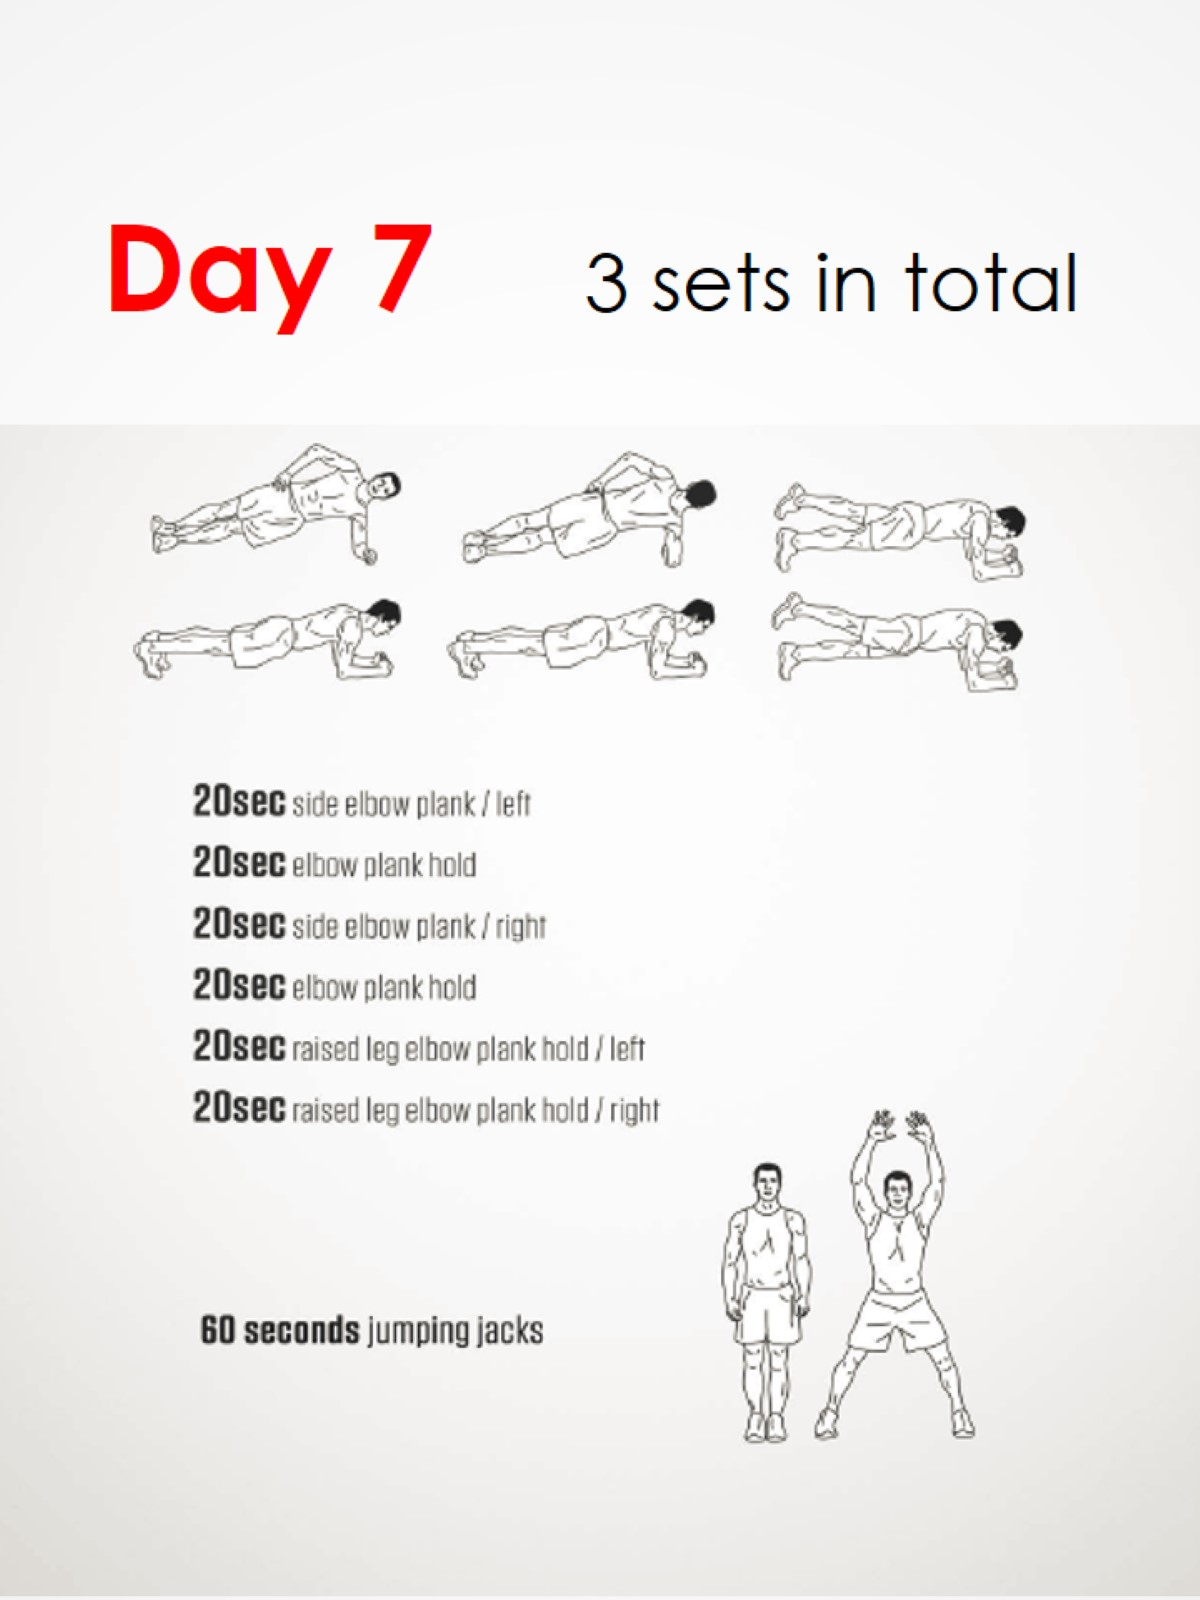 Day 7 3 sets in total
20sec side elbow plank / left
20sec elbow plank hold
20sec side elbow plank / right
20sec elbow plank hold
20sec raised leg elbow plank hold / left
20sec raised leg elbow plank hold / right
60 seconds jumping jacks